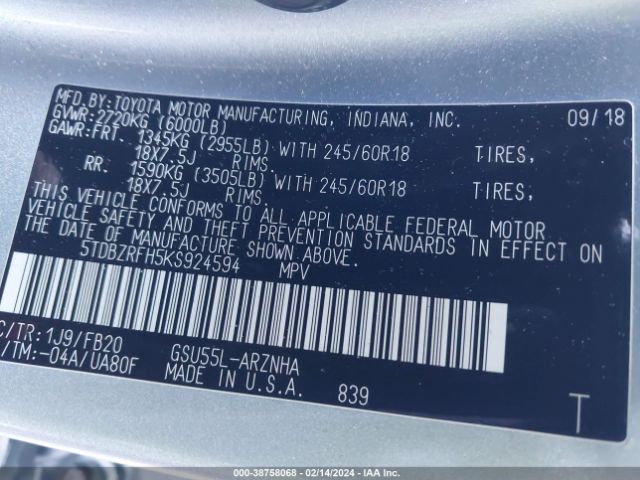 MFD.BY:TOYOTA MOTOR MANUFACTURING, INDIANA, INC. 09/18
GVWR:2720KG (6000LB)
GAWR:FRT. 1345KG (2955LB) WITH 245/60R18 TIRES,
18X7.5J RIMS.
RR. 1590KG (3505LB) WITH 245/60R18 TIRES,
18X7.5J RIMS.
THIS VEHICLE CONFORMS TO ALL APPLICABLE FEDERAL MOTOR
VEHICLE SAFETY AND THEFT PREVENTION STANDARDS IN EFFECT ON
THE DATE OF MANUFACTURE SHOWN ABOVE.
5TDBZRFH5KS924594 MPV
C/TR:1J9/FB20 GSU55L-ARZNHA
/TM:-04A/UA80F MADE IN U.S.A. 839 T
000-38758068 - 02/14/2024 - IAA Inc.